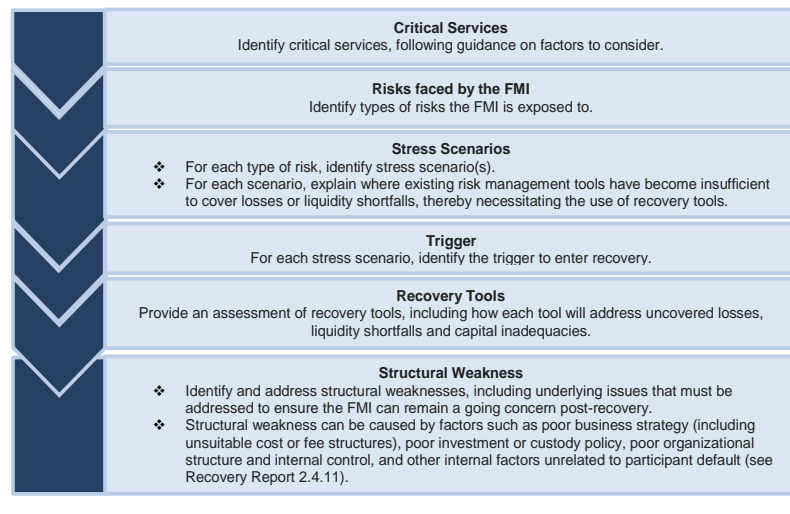 Critical Services
Identify critical services, following guidance on factors to consider.
Risks faced by the FMI
Identify types of risks the FMI is exposed to.
Stress Scenarios
❖ For each type of risk, identify stress scenario(s).
❖ For each scenario, explain where existing risk management tools have become insufficient
to cover losses or liquidity shortfalls, thereby necessitating the use of recovery tools.
Trigger
For each stress scenario, identify the trigger to enter recovery.
Recovery Tools
Provide an assessment of recovery tools, including how each tool will address uncovered losses,
liquidity shortfalls and capital inadequacies.
Structural Weakness
❖ Identify and address structural weaknesses, including underlying issues that must be
addressed to ensure the FMI can remain a going concern post-recovery.
❖ Structural weakness can be caused by factors such as poor business strategy (including
unsuitable cost or fee structures), poor investment or custody policy, poor organizational
structure and internal control, and other internal factors unrelated to participant default (see
Recovery Report 2.4.11).